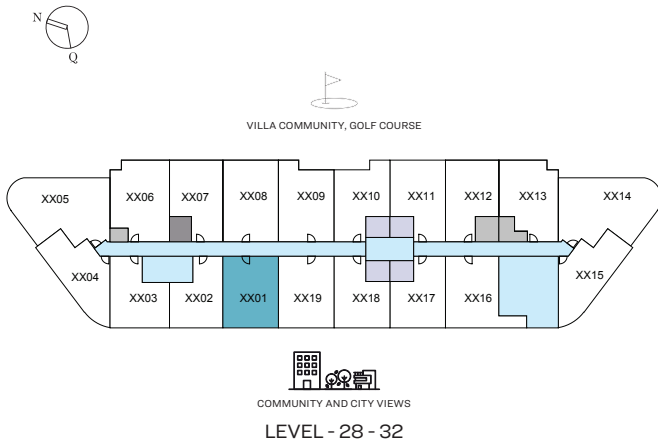 N
Q
VILLA COMMUNITY, GOLF COURSE
XX05 XX06 XX07 XX08 XX09 XX10 XX11 XX12 XX13 XX14
XX04 XX03 XX02 XX01 XX19 XX18 XX17 XX16 XX15
COMMUNITY AND CITY VIEWS
LEVEL - 28 - 32